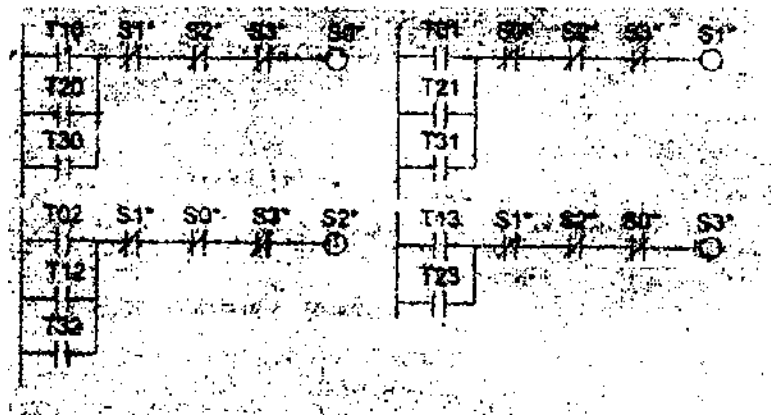 T10 S1* S2* S3* S0*
T20
T30
T01 S0* S2* S3* S1*
T21
T31
T02 S1* S0* S3* S2*
T12
T32
T13 S1* S2* S0* S3*
T23